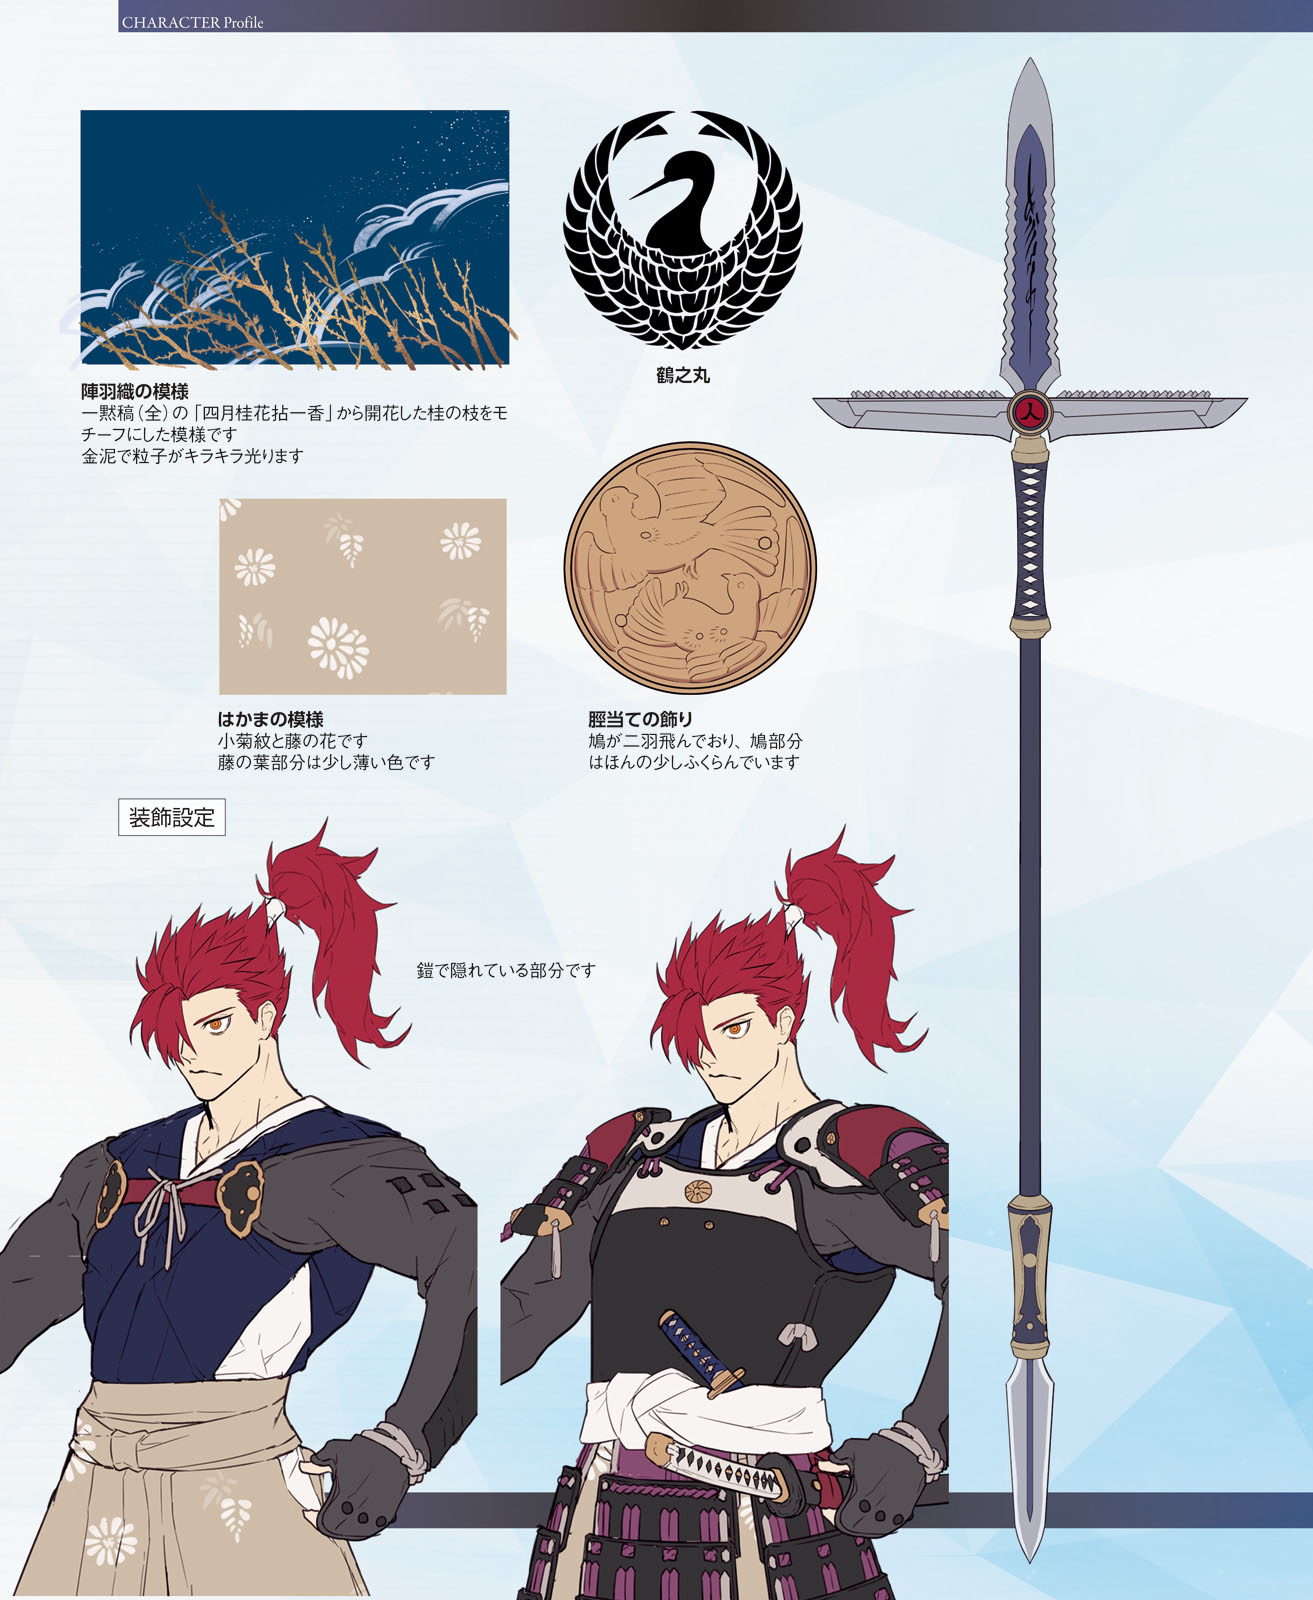 CHARACTER Profile
陣羽織の模様
一黙稿（全）の「四月桂花拈一香」から開花した桂の枝をモ
チーフにした模様です
金泥で粒子がキラキラ光ります
鶴之丸
はかまの模様
小菊紋と藤の花です
藤の葉部分は少し薄い色です
脛当ての飾り
鳩が二羽飛んでおり、鳩部分
はほんの少しふくらんでいます
人
装飾設定
鎧で隠れている部分です